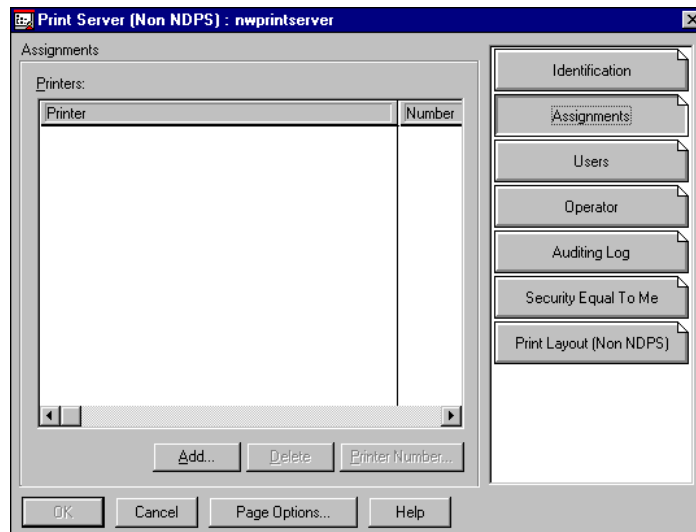 Print Server (Non NDPS) : nwprintserver
Assignments
Printers:
Printer Number
Add... Delete Printer Number...
OK Cancel Page Options... Help
Identification
Assignments
Users
Operator
Auditing Log
Security Equal To Me
Print Layout (Non NDPS)